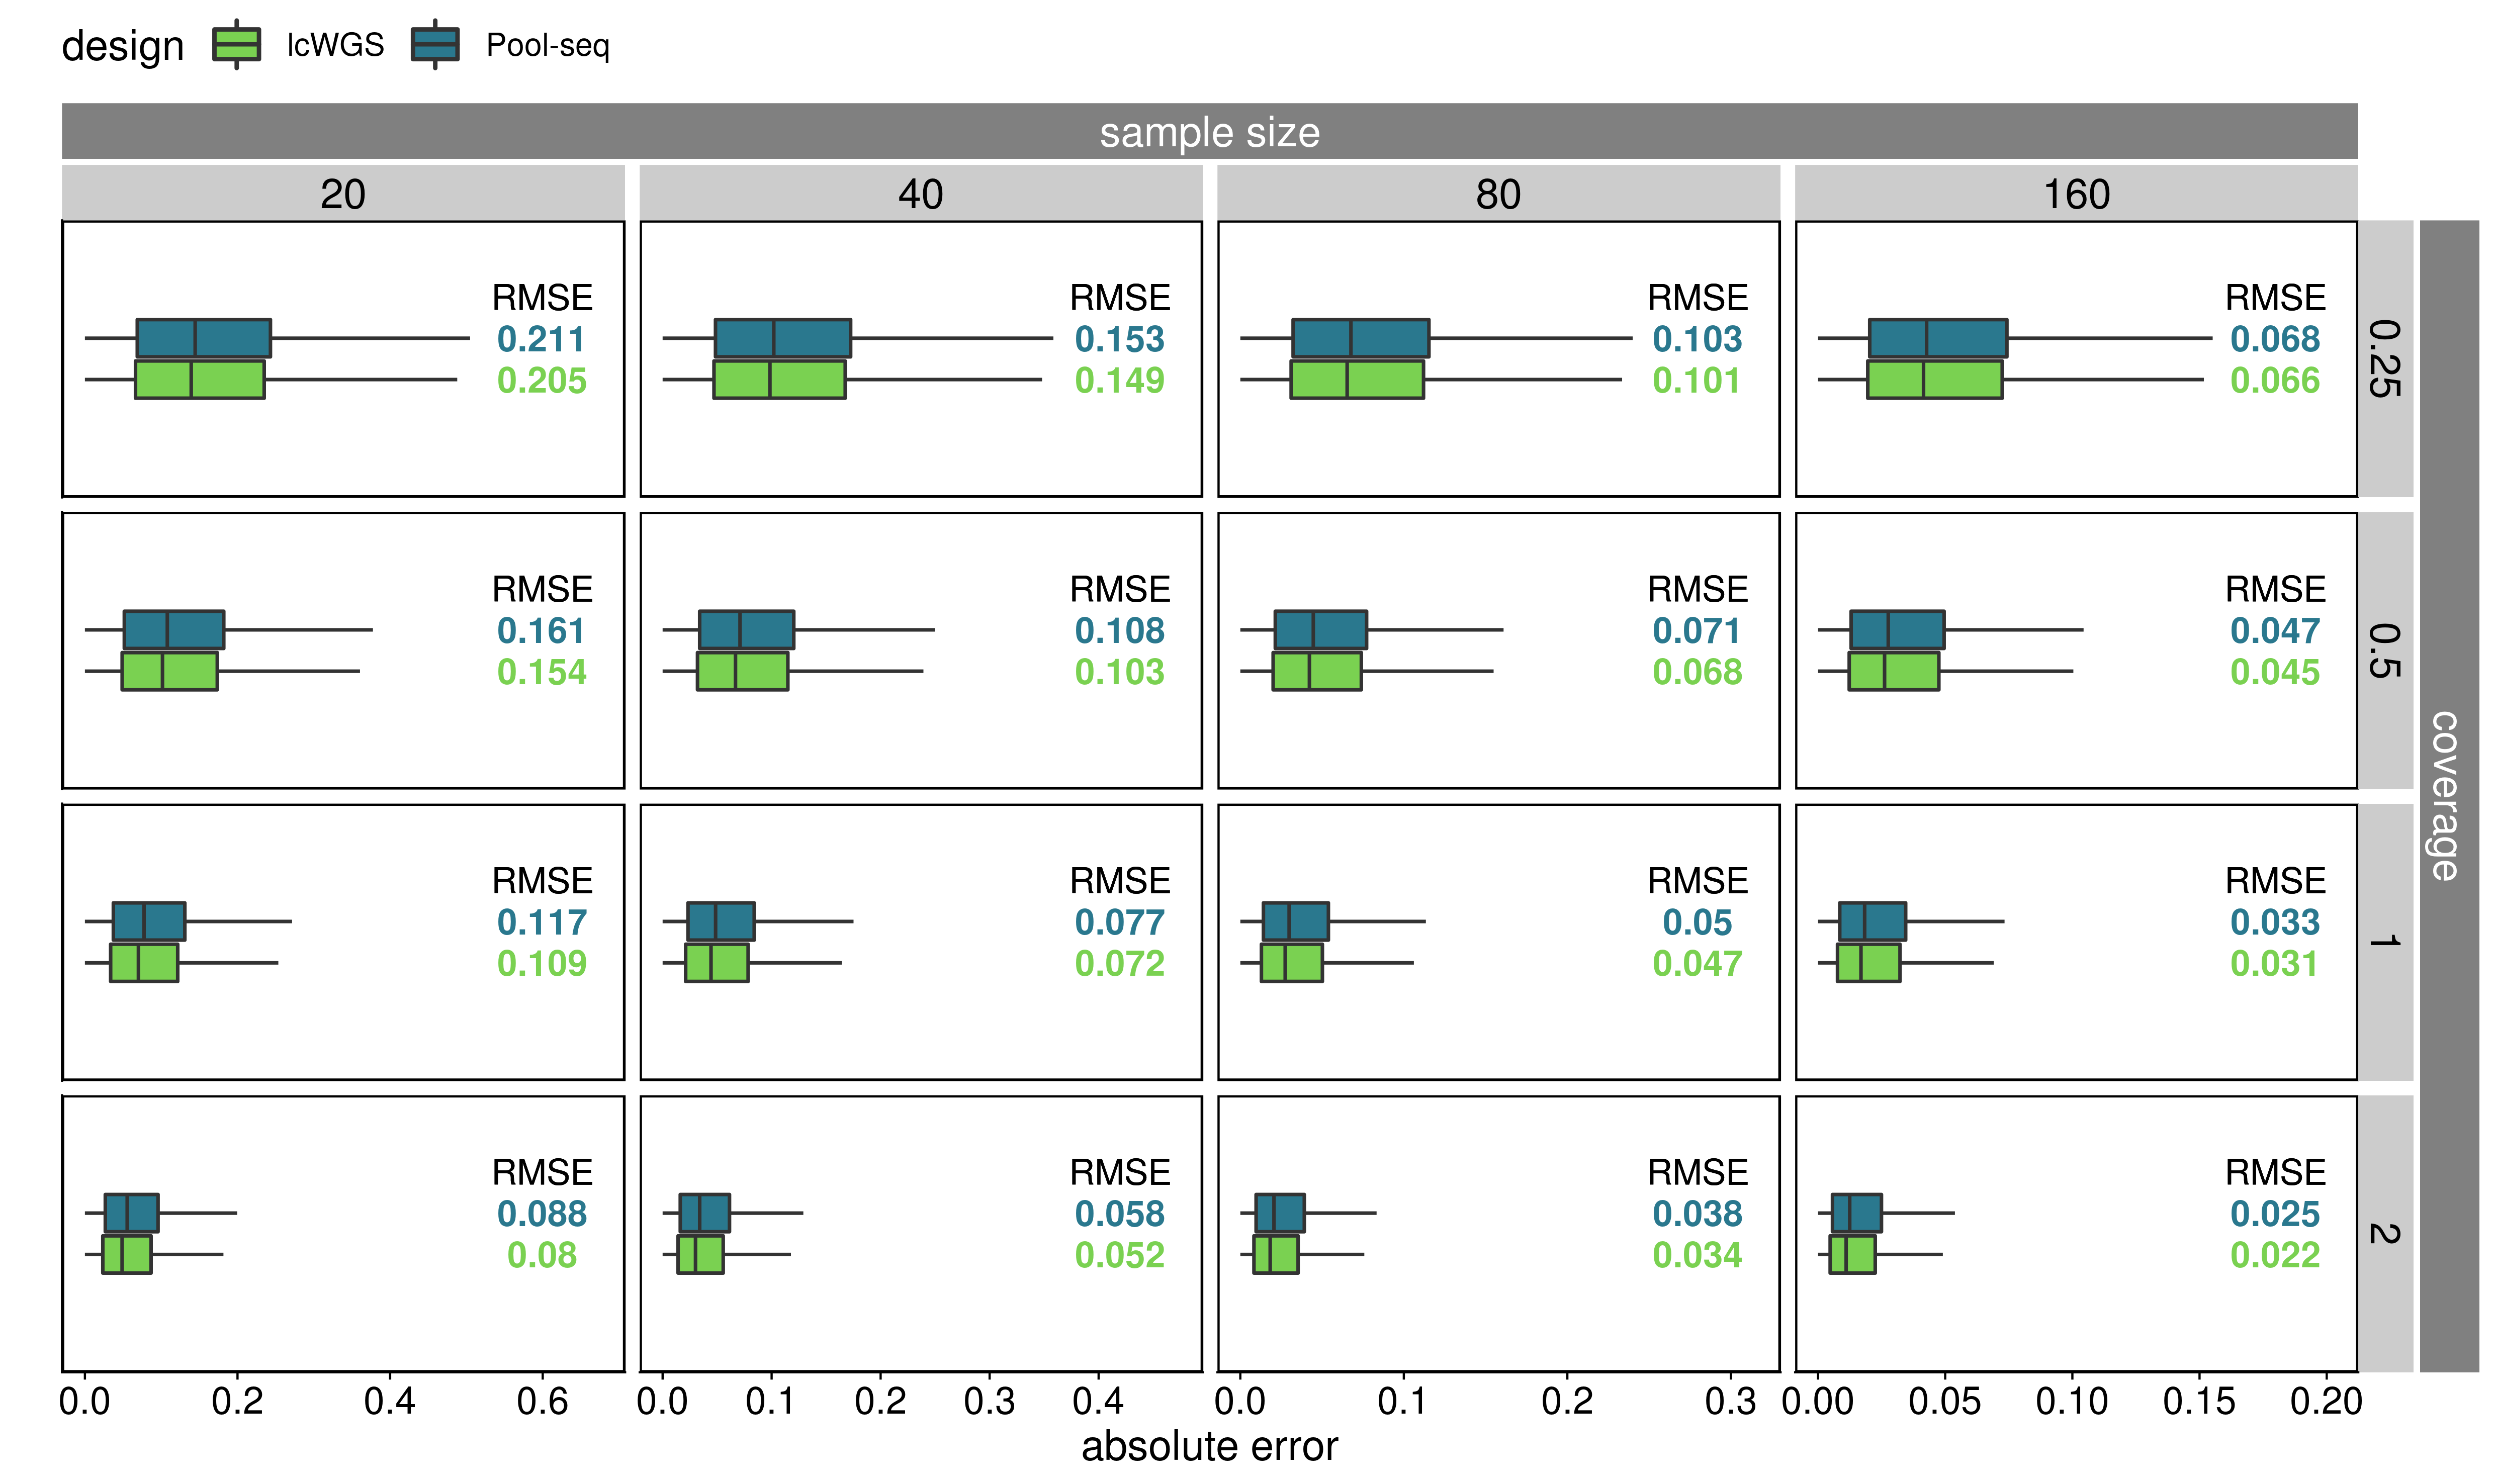 design lcWGS Pool-seq
sample size
20 40 80 160
RMSE RMSE RMSE RMSE
0.211 0.153 0.103 0.068
0.205 0.149 0.101 0.066
0.25
RMSE RMSE RMSE RMSE
0.161 0.108 0.071 0.047
0.154 0.103 0.068 0.045
0.5
coverage
RMSE RMSE RMSE RMSE
0.117 0.077 0.05 0.033
0.109 0.072 0.047 0.031
1
RMSE RMSE RMSE RMSE
0.088 0.058 0.038 0.025
0.08 0.052 0.034 0.022
2
0.0 0.2 0.4 0.6 0.0 0.1 0.2 0.3 0.4 0.0 0.1 0.2 0.3 0.00 0.05 0.10 0.15 0.20
absolute error